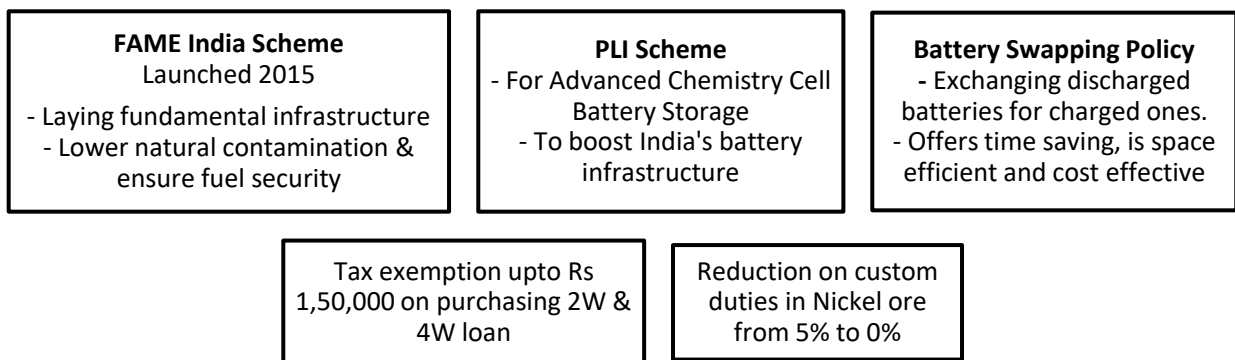 FAME India Scheme
Launched 2015
- Laying fundamental infrastructure
- Lower natural contamination &
ensure fuel security
PLI Scheme
- For Advanced Chemistry Cell
Battery Storage
- To boost India's battery
infrastructure
Battery Swapping Policy
- Exchanging discharged
batteries for charged ones.
- Offers time saving, is space
efficient and cost effective
Tax exemption upto Rs
1,50,000 on purchasing 2W &
4W loan
Reduction on custom
duties in Nickel ore
from 5% to 0%